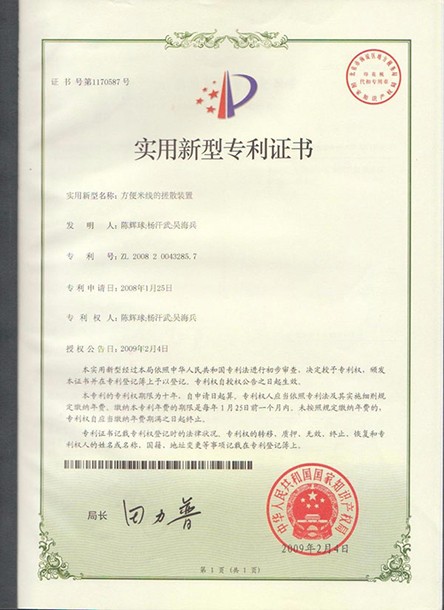 证 书 号第1170587号
实用新型专利证书
实用新型名称：方便米线的搓散装置
发 明 人：陈辉球;杨汗武;吴海兵
专 利 号：ZL 2008 2 0043285.7
专利申请日：2008年1月25日
专 利 权 人：陈辉球;杨汗武;吴海兵
授权公告日：2009年2月4日
本实用新型经过本局依照中华人民共和国专利法进行初步审查，决定授予专利权，颁发
本证书并在专利登记簿上予以登记。专利权自授权公告之日起生效。
本专利的专利权期限为十年，自申请日起算。专利权人应当依照专利法及其实施细则规
定缴纳年费。缴纳本专利年费的期限是每年1月25日前一个月内。未按照规定缴纳年费的，
专利权自应当缴纳年费期满之日起终止。
专利证书记载专利权登记时的法律状况。专利权的转移、质押、无效、终止、恢复和专
利权人的姓名或名称、国籍、地址变更等事项记载在专利登记簿上。
局长 田力普
中华人民共和国国家知识产权局
2009年2月4日
第 1 页 (共 1 页)